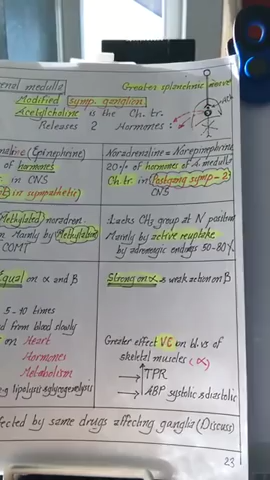 enal medulla
Greater splanchnic nerve
Modified symp. ganglion
Acetylcholine is the Ch. tr.
Releases 2 Hormones :
naline (Epinephrine)
Noradrenaline = Norepinephrine
of hormones
20% of hormones of A. medulla
in CNS
Ch. tr. in Postgang symp - 2
in sympathetic)
CNS
Methylated) noradren.
: Lacks CH3 group at N position
Mainly by Methylation
Mainly by active reuptake
COMT
by adrenergic endings 50-80%
Equal on α and β
Strong on α & weak action on β
5 - 10 times
d from blood slowly
on Heart
Greater effect VC on bl. vs of
Hormones
skeletal muscles (α)
Metabolism
→ ↑ TPR
e.g lipolysis & glycogenolysis
→ ABP systolic & diastolic
fected by same drugs affecting ganglia (Discuss)
23